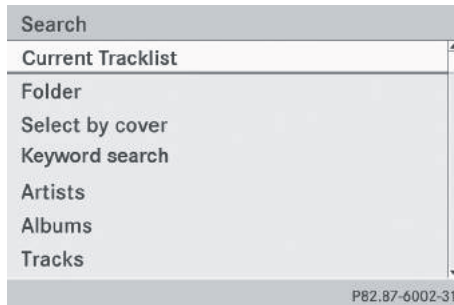 Search
Current Tracklist
Folder
Select by cover
Keyword search
Artists
Albums
Tracks
P82.87-6002-31